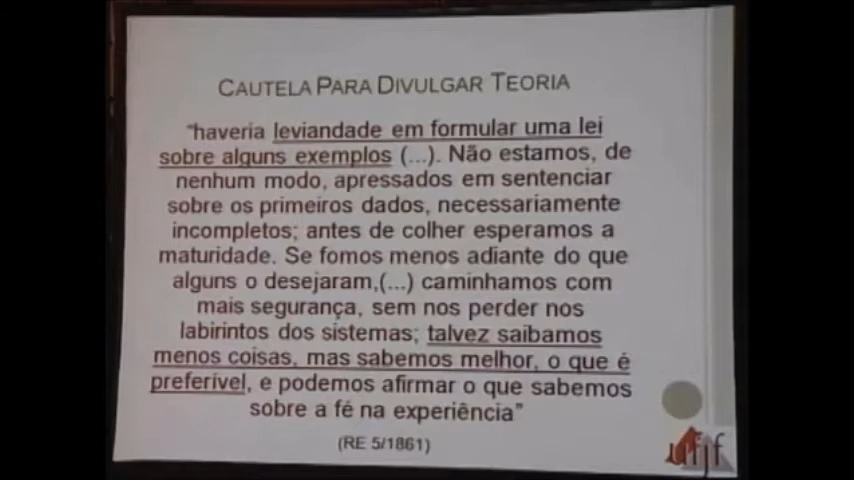 CAUTELA PARA DIVULGAR TEORIA
"haveria leviandade em formular uma lei
sobre alguns exemplos (...). Não estamos, de
nenhum modo, apressados em sentenciar
sobre os primeiros dados, necessariamente
incompletos; antes de colher esperamos a
maturidade. Se fomos menos adiante do que
alguns o desejaram,(...) caminhamos com
mais segurança, sem nos perder nos
labirintos dos sistemas; talvez saibamos
menos coisas, mas sabemos melhor, o que é
preferível, e podemos afirmar o que sabemos
sobre a fé na experiência"
(RE 5/1861)
ufjf